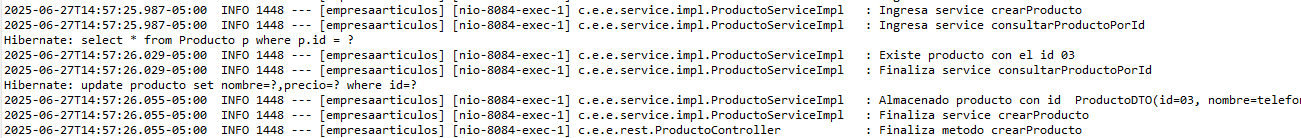 2025-06-27T14:57:25.987-05:00  INFO 1448 --- [empresaarticulos] [nio-8084-exec-1] c.e.e.service.impl.ProductoServiceImpl   : Ingresa service crearProducto
2025-06-27T14:57:25.987-05:00  INFO 1448 --- [empresaarticulos] [nio-8084-exec-1] c.e.e.service.impl.ProductoServiceImpl   : Ingresa service consultarProductoPorId
Hibernate: select * from Producto p where p.id = ?
2025-06-27T14:57:26.029-05:00  INFO 1448 --- [empresaarticulos] [nio-8084-exec-1] c.e.e.service.impl.ProductoServiceImpl   : Existe producto con el id 03
2025-06-27T14:57:26.029-05:00  INFO 1448 --- [empresaarticulos] [nio-8084-exec-1] c.e.e.service.impl.ProductoServiceImpl   : Finaliza service consultarProductoPorId
Hibernate: update producto set nombre=?,precio=? where id=?
2025-06-27T14:57:26.055-05:00  INFO 1448 --- [empresaarticulos] [nio-8084-exec-1] c.e.e.service.impl.ProductoServiceImpl   : Almacenado producto con id  ProductoDTO(id=03, nombre=telefor
2025-06-27T14:57:26.055-05:00  INFO 1448 --- [empresaarticulos] [nio-8084-exec-1] c.e.e.service.impl.ProductoServiceImpl   : Finaliza service crearProducto
2025-06-27T14:57:26.055-05:00  INFO 1448 --- [empresaarticulos] [nio-8084-exec-1] c.e.e.rest.ProductoController            : Finaliza metodo crearProducto